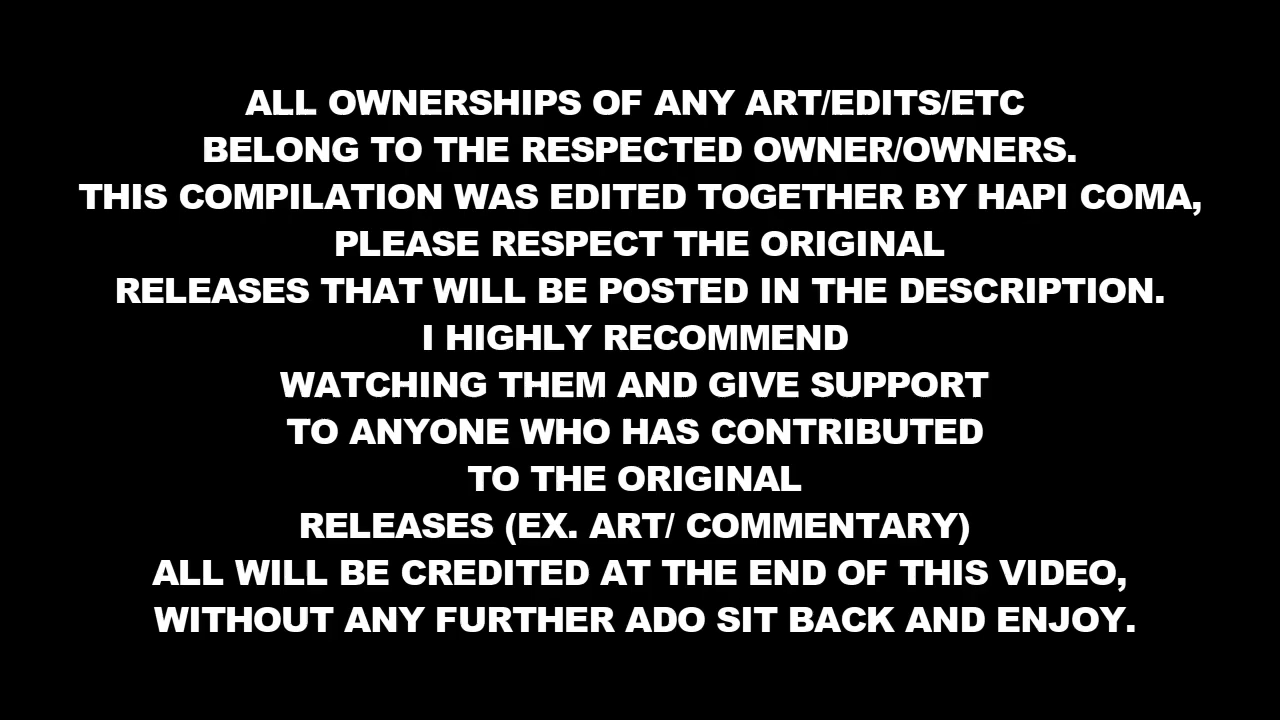 ALL OWNERSHIPS OF ANY ART/EDITS/ETC
BELONG TO THE RESPECTED OWNER/OWNERS.
THIS COMPILATION WAS EDITED TOGETHER BY HAPI COMA,
PLEASE RESPECT THE ORIGINAL
RELEASES THAT WILL BE POSTED IN THE DESCRIPTION.
I HIGHLY RECOMMEND
WATCHING THEM AND GIVE SUPPORT
TO ANYONE WHO HAS CONTRIBUTED
TO THE ORIGINAL
RELEASES (EX. ART/ COMMENTARY)
ALL WILL BE CREDITED AT THE END OF THIS VIDEO,
WITHOUT ANY FURTHER ADO SIT BACK AND ENJOY.